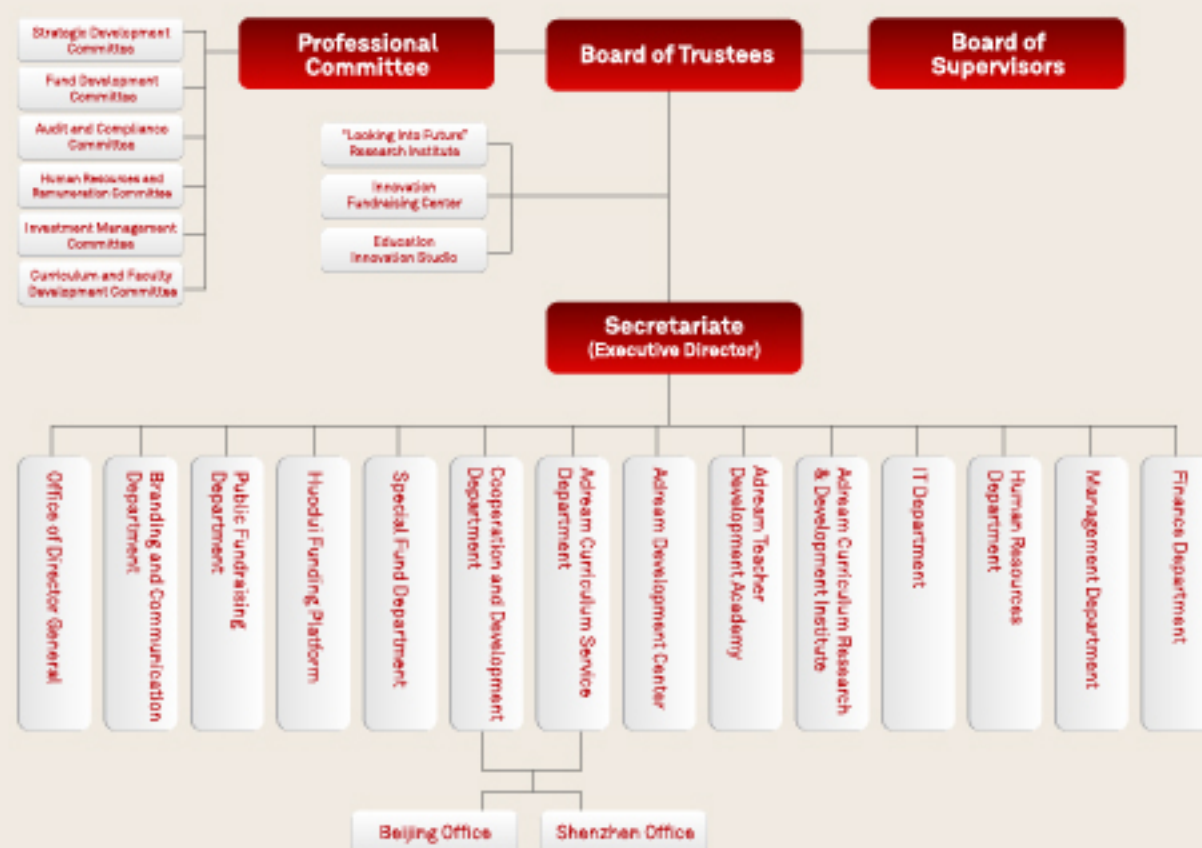 Strategic Development
Committee
Fund Development
Committee
Audit and Compliance
Committee
Human Resources and
Remuneration Committee
Investment Management
Committee
Curriculum and Faculty
Development Committee
Professional
Committee
Board of Trustees
Board of
Supervisors
"Looking Into Future"
Research Institute
Innovation
Fundraising Center
Education
Innovation Studio
Secretariate
(Executive Director)
Office of Director General
Branding and Communication
Department
Public Fundraising
Department
Huodui Funding Platform
Special Fund Department
Cooperation and Development
Department
Adream Curriculum Service
Department
Adream Development Center
Adream Teacher
Development Academy
Adream Curriculum Research
& Development Institute
IT Department
Human Resources
Department
Management Department
Finance Department
Beijing Office
Shenzhen Office